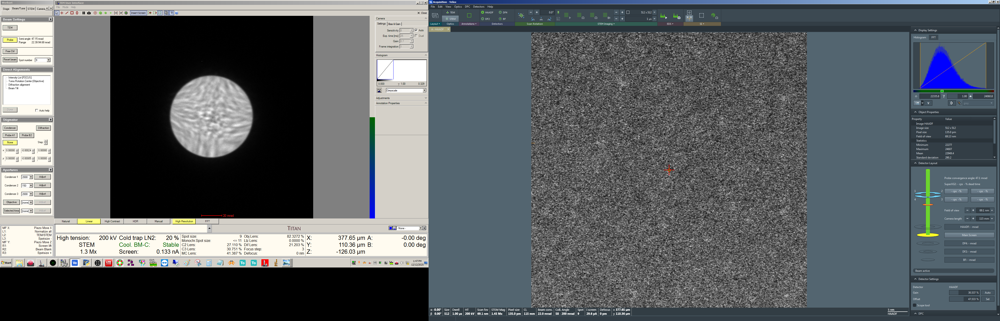 Workset
Stage
Beam/Tune
STEM
Camera
Beam Settings
TEM
Probe
Semi-angle 47.15 mrad
Range 22.30-94.68 mrad
Free Ctrl
Reset beam
Spot number
9
Direct Alignments
Intensity List [FOCUS]
Tomo Rotation Center (Objective)
Diffraction alignment
Beam Tilt
Done
Auto help
Stigmator
Condenser
Diffraction
Probe A1
Probe B2
None
Step:
x 0.00000 -0.00024 0.00000
y 0.00000 -0.00005 0.00000
Apertures
Condenser 1 2000 Adjust
Condenser 2 150 Adjust
Condenser 3 2000 Adjust
Objective [none] Adjust
Selected Area [none] Adjust
MF X: Piezo Move X
L1: Normalize all
L2: TEM/STEM
L3: Spotsize -
MF Y: Piezo Move Z
R1: Screen lift
R2: Beam Blank
R3: Spotsize +
TEM User Interface
File Mode Help
Insert Screen
Close
Camera
Settings
Bias & Gain
Sensitivity: Auto
Exp. time [ms]: 25 Dual
Gain: 0.7
Frame integration: 1
Histogram
0.000 γ: 1.00 0.329
Greyscale
Adjustments
Annotation Properties
20 mrad
Natural
Linear
High Contrast
HDR
Manual
High Resolution
FFT
TITAN
- None -
High tension: 200 kV
STEM
1.3 Mx
Cold trap LN2: 20 %
Cool. BM-C: Stable
Screen: 0.133 nA
Spot size: 9
Monochr.Spot size: <= 11
C2 Lens: 27.110 %
C3 Lens: 30.751 %
MC Lens: 41.387 %
Obj Lens: 82.3272 %
Ltz Lens: 0.0000 %
Dif Lens: 21.203 %
Focus step: 3
Defocus: 0 nm
X: 377.65 µm A: -0.00 deg
Y: 110.36 µm B: 0.00 deg
Z: -126.03 µm
Start
Ve
To
To
1:47 PM
12/12/2025
Ve Acquisition - Velox
File Edit View Optics DPC Detectors Help
TEM
STEM
HAADF
DF4
DF2
BF
0.0°
512 x 512
1 µs
Layout
Optics
Annotations
Detectors
Scan Rotation
STEM Imaging
EDS
SI
A : HAADF
Display Settings
Histogram
FFT
22335.8 γ 1.00 24060.8
V
D
grey
Object Properties
Property Value
Image HAADF
Image size 512 x 512
Pixel size 135.0 pm
Field of view 69.13 nm
Statistics
Minimum 22277
Maximum 24607
Mean 22949.4
Standard deviation 290.2
Detector Layout
Probe convergence angle: 47.1 mrad
SuperXG2: - cps -% dead time
1 2 - cps -% - cps -%
4 3 - cps -% - cps -%
Field of view 69.1 nm
Camera length 115 mm
HAADF: - mrad
Main Screen
DF4: - mrad
DF2: - mrad
BF: - mrad
Beam active
Detector Settings
Detector HAADF
Gain 30.537 % Auto
Offset 47.533 % Set
Scope tool
DPC
α -0.00° Size Dwell HT Scan fov STEM Mag Pixel size CL Beam conv. Coll. Angle Spot I screen Defocus x 377.65 µm
β 0.00° 512 1.00 µs 200 kV 69.1 nm 1.45 Mx 135.0 pm 115 mm 22.0 mrad 58 - 200 mrad 9 29.6 pA 0 pm y 110.36 µm
5 nm
HAADF